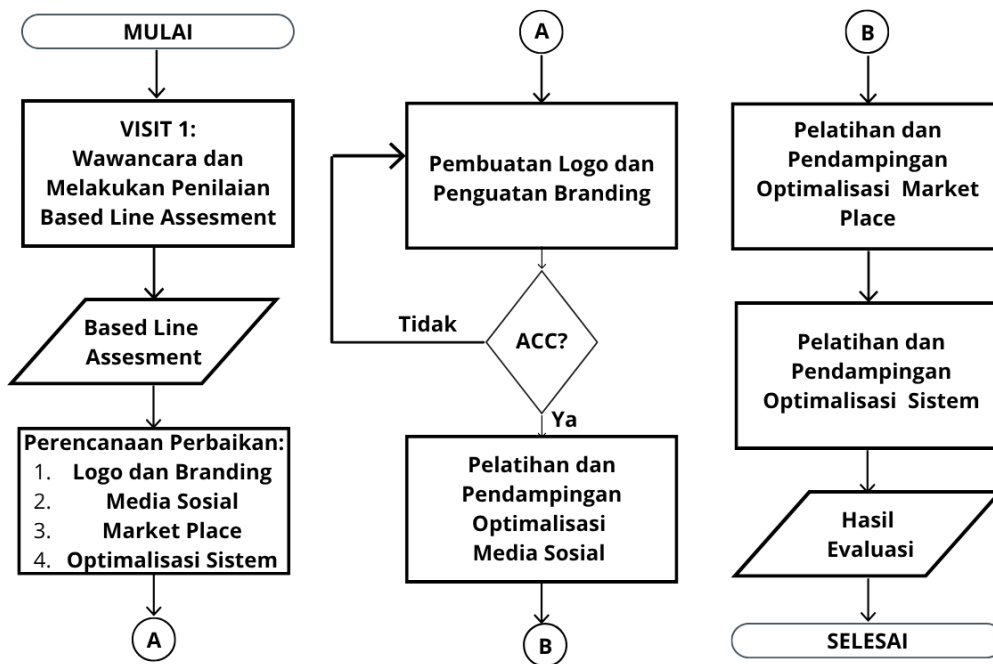 MULAI
VISIT 1:
Wawancara dan
Melakukan Penilaian
Based Line Assesment
Based Line
Assesment
Perencanaan Perbaikan:
1. Logo dan Branding
2. Media Sosial
3. Market Place
4. Optimalisasi Sistem
A
A
Pembuatan Logo dan
Penguatan Branding
Tidak
ACC?
Ya
Pelatihan dan
Pendampingan
Optimalisasi
Media Sosial
B
B
Pelatihan dan
Pendampingan
Optimalisasi Market
Place
Pelatihan dan
Pendampingan
Optimalisasi Sistem
Hasil
Evaluasi
SELESAI